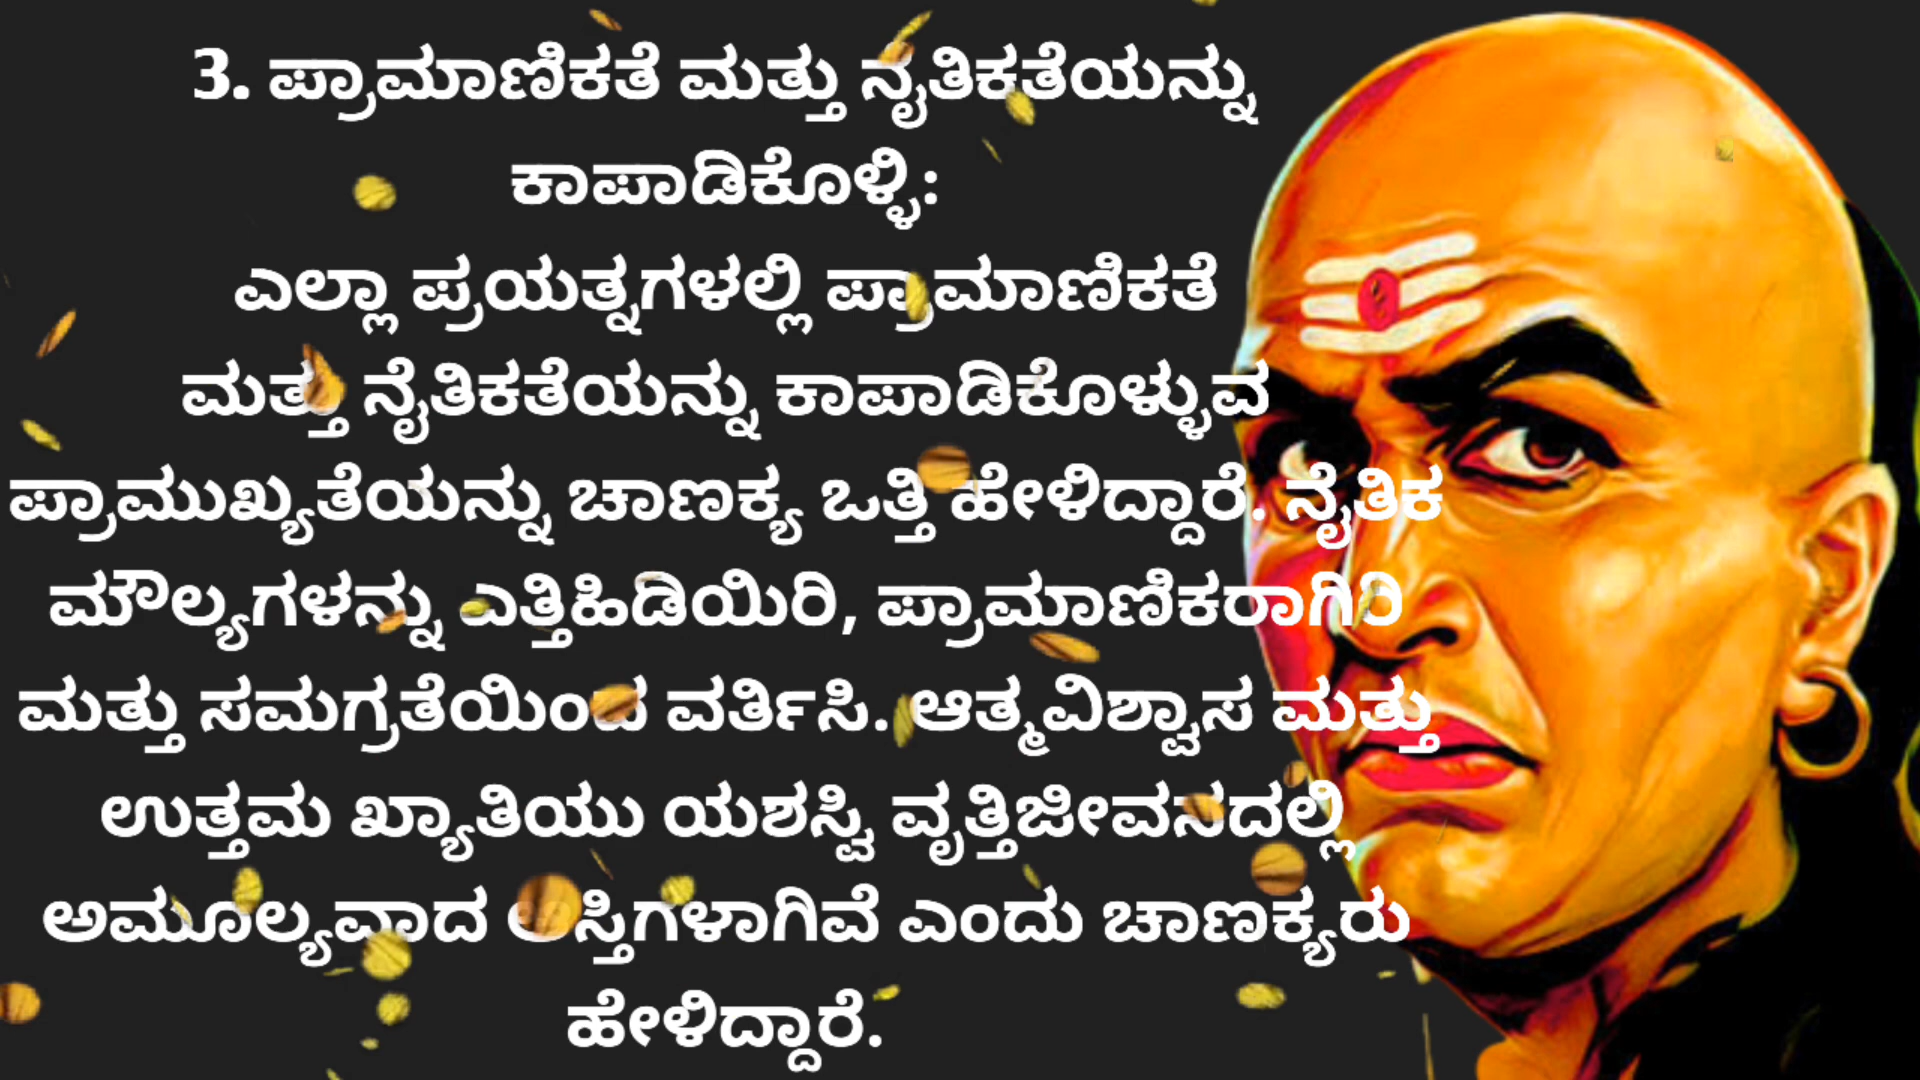 3. ಪ್ರಾಮಾಣಿಕತೆ ಮತ್ತು ನೈತಿಕತೆಯನ್ನು
ಕಾಪಾಡಿಕೊಳ್ಳಿ:
ಎಲ್ಲಾ ಪ್ರಯತ್ನಗಳಲ್ಲಿ ಪ್ರಾಮಾಣಿಕತೆ
ಮತ್ತು ನೈತಿಕತೆಯನ್ನು ಕಾಪಾಡಿಕೊಳ್ಳುವ
ಪ್ರಾಮುಖ್ಯತೆಯನ್ನು ಚಾಣಕ್ಯ ಒತ್ತಿ ಹೇಳಿದ್ದಾರೆ. ನೈತಿಕ
ಮೌಲ್ಯಗಳನ್ನು ಎತ್ತಿಹಿಡಿಯಿರಿ, ಪ್ರಾಮಾಣಿಕರಾಗಿರಿ
ಮತ್ತು ಸಮಗ್ರತೆಯಿಂದ ವರ್ತಿಸಿ. ಆತ್ಮವಿಶ್ವಾಸ ಮತ್ತು
ಉತ್ತಮ ಖ್ಯಾತಿಯು ಯಶಸ್ವಿ ವೃತ್ತಿಜೀವನದಲ್ಲಿ
ಅಮೂಲ್ಯವಾದ ಆಸ್ತಿಗಳಾಗಿವೆ ಎಂದು ಚಾಣಕ್ಯರು
ಹೇಳಿದ್ದಾರೆ.